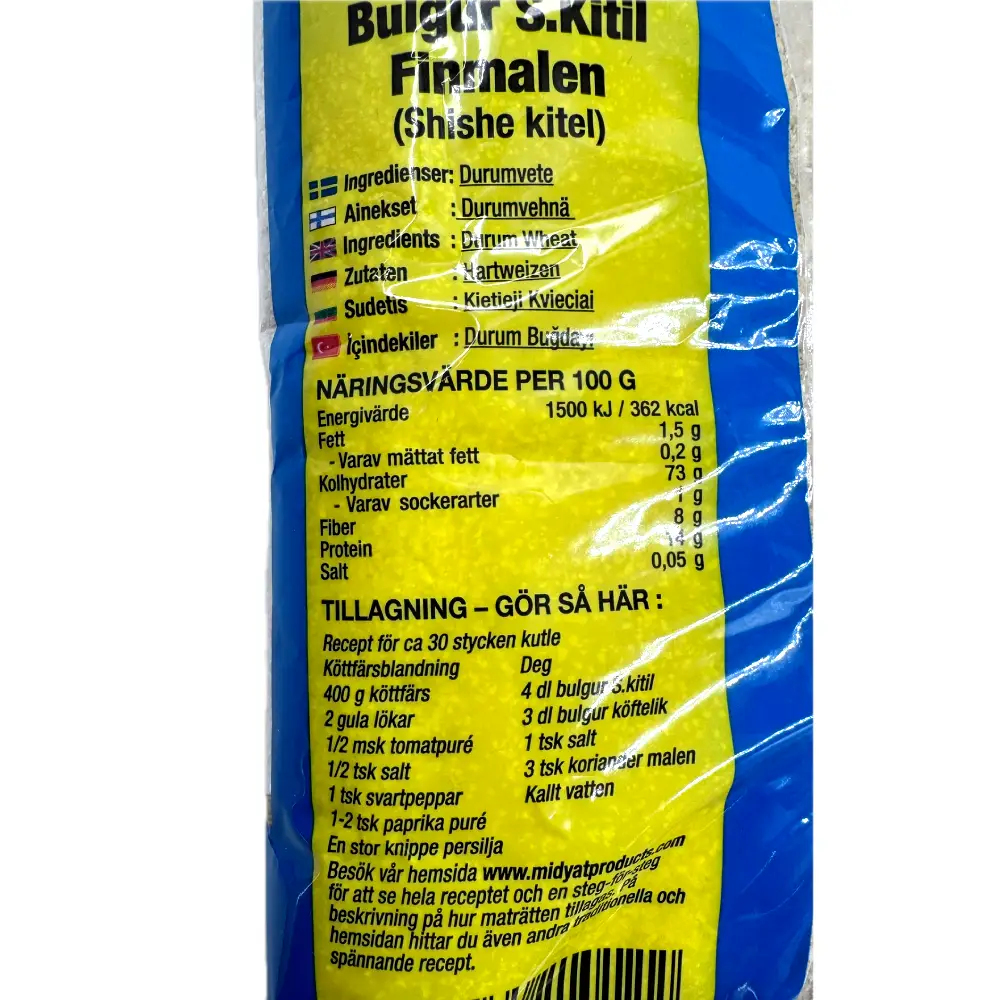 Bulgur S.Kitil
Finmalen
(Shishe kitel)
Ingredienser: Durumvete
Ainekset : Durumvehnä
Ingredients : Durum Wheat
Zutaten : Hartweizen
Sudetis : Kietieji Kvieciai
İçindekiler : Durum Buğdayı
NÄRINGSVÄRDE PER 100 G
Energivärde 1500 kJ / 362 kcal
Fett 1,5 g
- Varav mättat fett 0,2 g
Kolhydrater 73 g
- Varav sockerarter 1 g
Fiber 8 g
Protein 14 g
Salt 0,05 g
TILLAGNING – GÖR SÅ HÄR :
Recept för ca 30 stycken kutle
Köttfärsblandning Deg
400 g köttfärs 4 dl bulgur S.kitil
2 gula lökar 3 dl bulgur köftelik
1/2 msk tomatpuré 1 tsk salt
1/2 tsk salt 3 tsk koriander malen
1 tsk svartpeppar Kallt vatten
1-2 tsk paprika puré
En stor knippe persilja
Besök vår hemsida www.midyatproducts.com
för att se hela receptet och en steg-för-steg
beskrivning på hur maträtten tillagas. På
hemsidan hittar du även andra traditionella och
spännande recept.